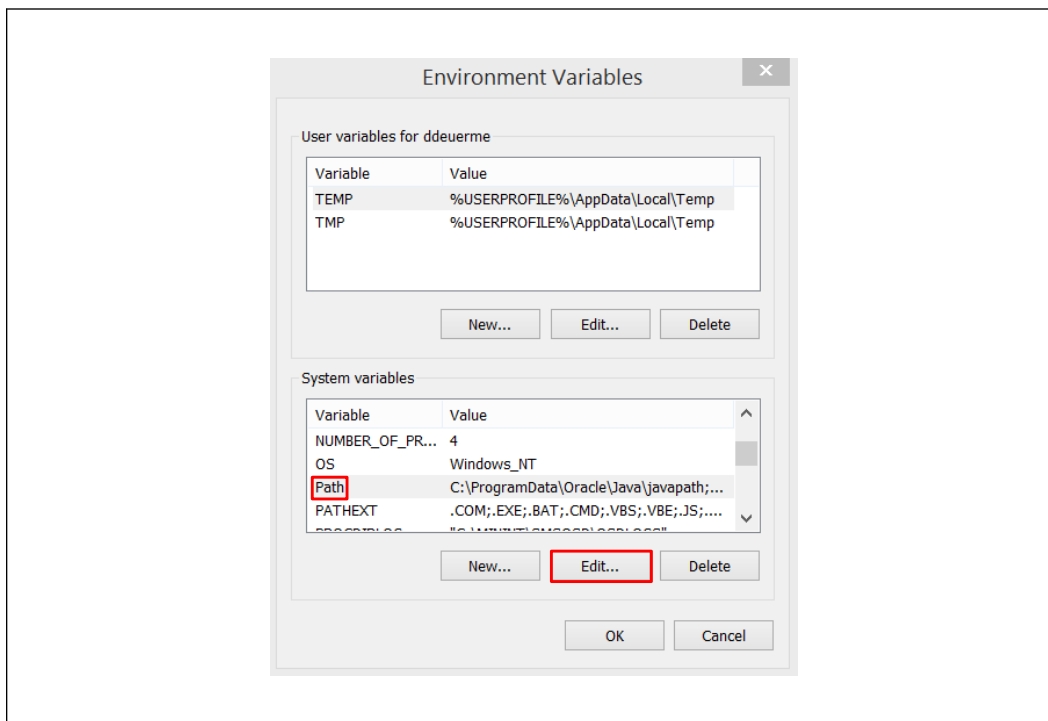 Environment Variables
User variables for ddeuerme
Variable Value
TEMP %USERPROFILE%\AppData\Local\Temp
TMP %USERPROFILE%\AppData\Local\Temp
New... Edit... Delete
System variables
Variable Value
NUMBER_OF_PR... 4
OS Windows_NT
Path C:\ProgramData\Oracle\Java\javapath;...
PATHEXT .COM;.EXE;.BAT;.CMD;.VBS;.VBE;.JS;....
New... Edit... Delete
OK Cancel